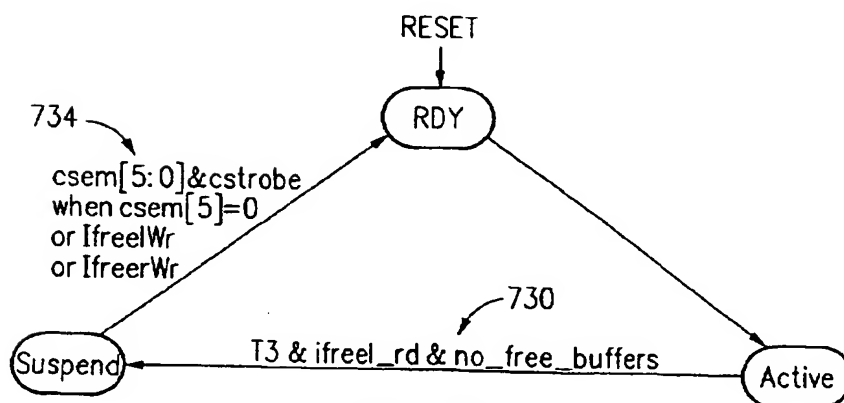 RESET
RDY
734
csem[5:0]&cstrobe
when csem[5]=0
or IfreelWr
or IfreerWr
730
T3 & ifreel_rd & no_free_buffers
Suspend
Active